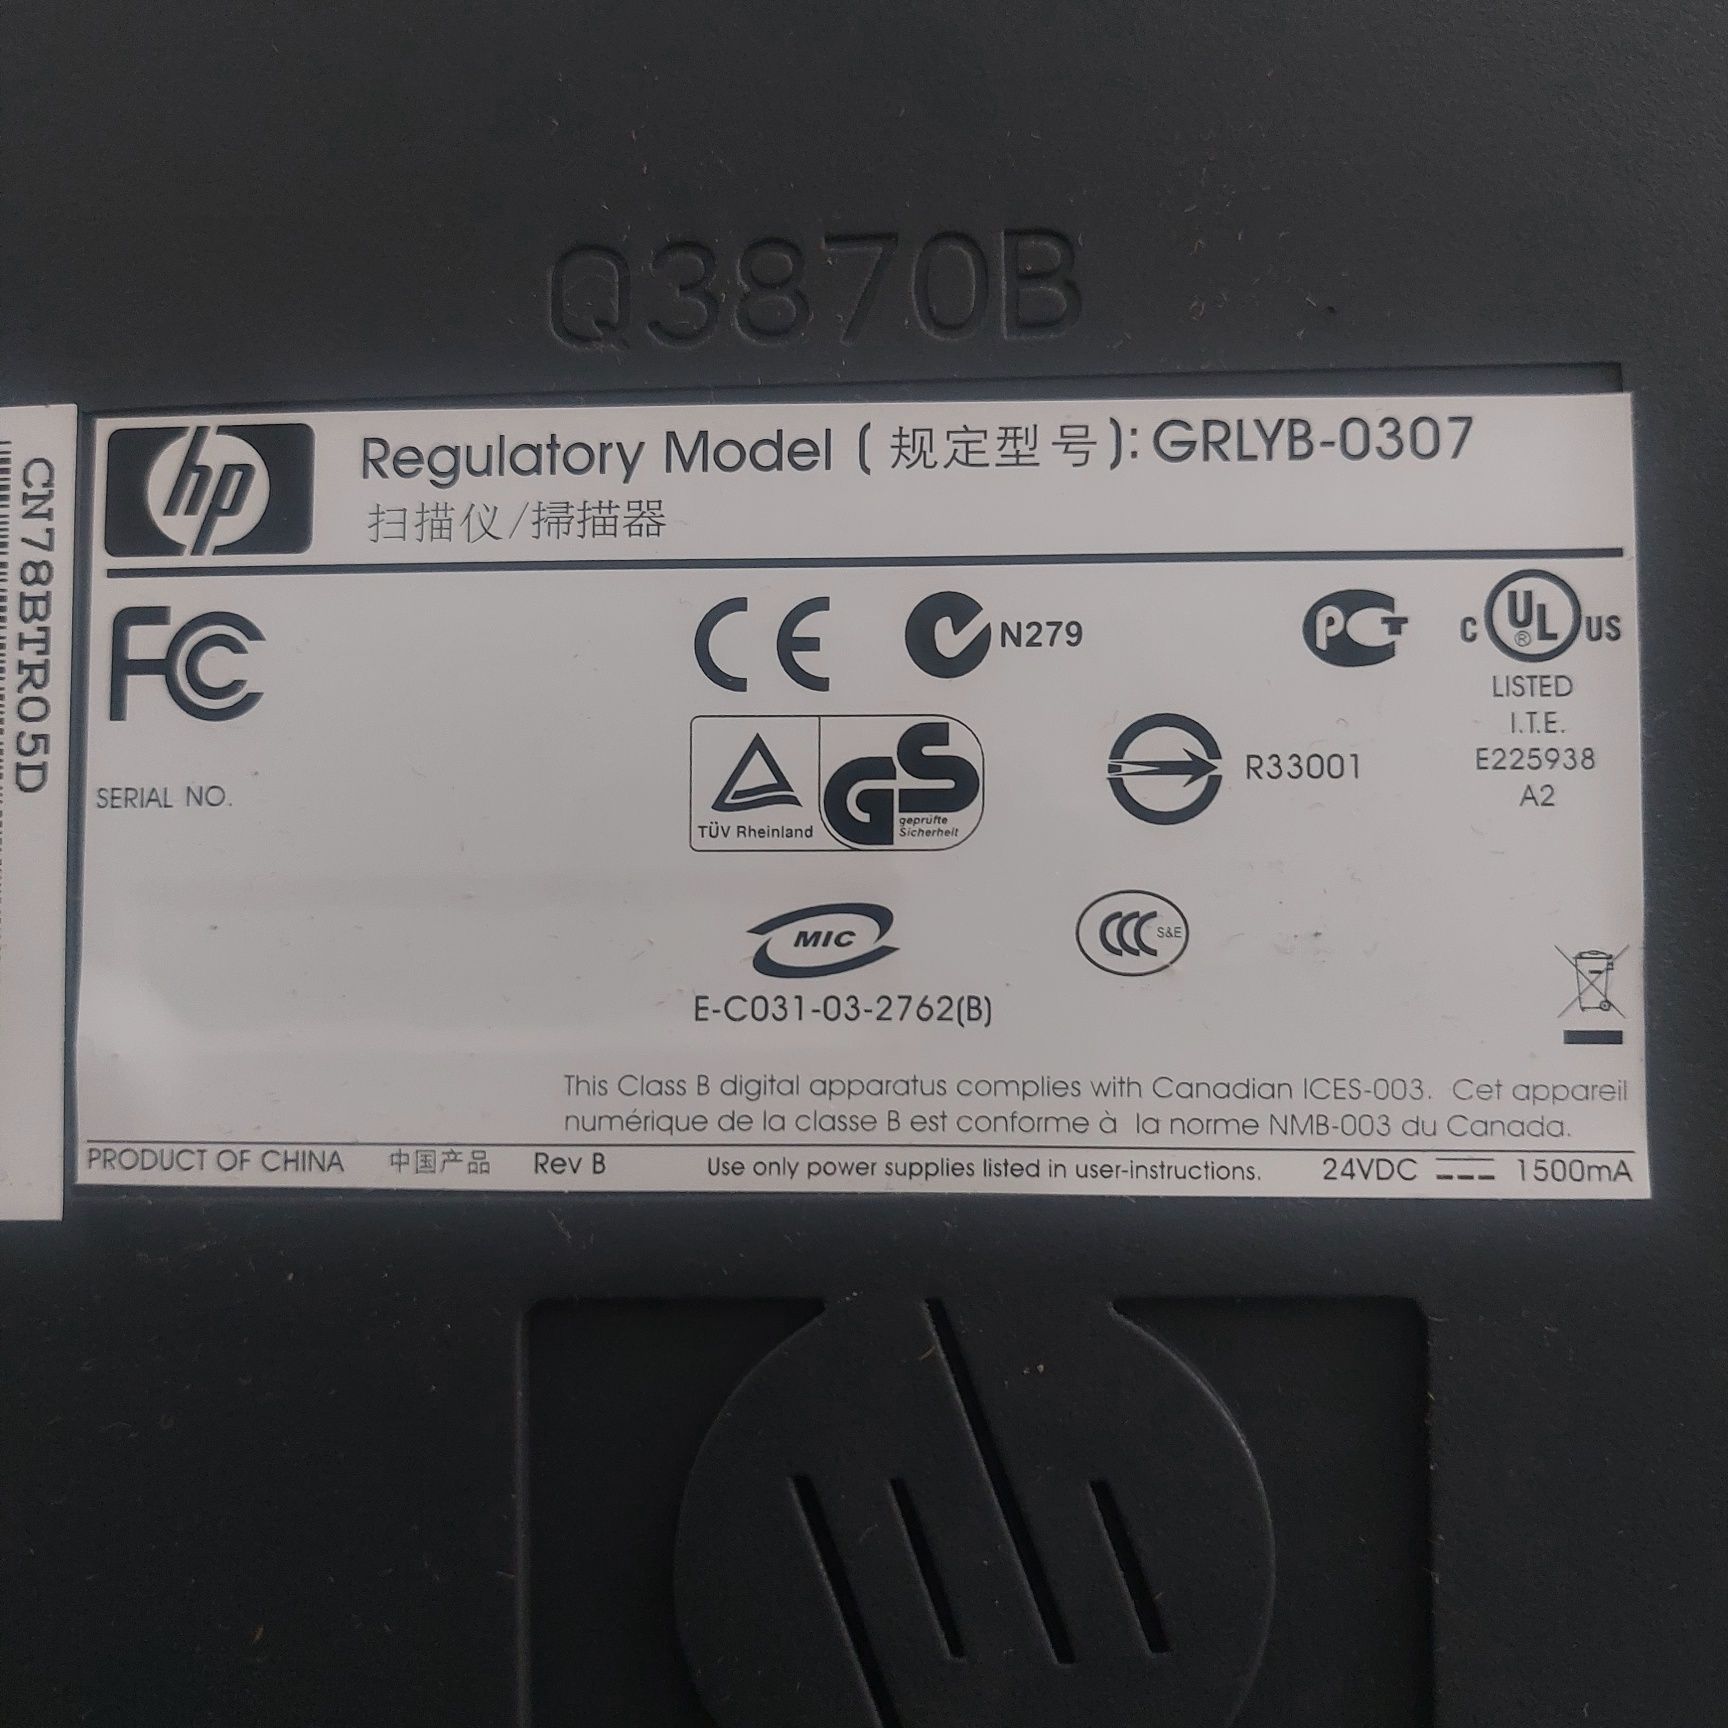 Q3870B
hp
Regulatory Model (规定型号): GRLYB-0307
扫描仪/掃描器
CN78BTR05D
FC
CE
N279
PCT
c UL ® US
LISTED
I.T.E.
E225938
A2
SERIAL NO.
TÜV Rheinland
GS
geprüfte
Sicherheit
R33001
MIC
E-C031-03-2762(B)
CCC S&E
This Class B digital apparatus complies with Canadian ICES-003. Cet appareil
numérique de la classe B est conforme à la norme NMB-003 du Canada.
PRODUCT OF CHINA 中国产品 Rev B Use only power supplies listed in user-instructions. 24VDC 1500mA